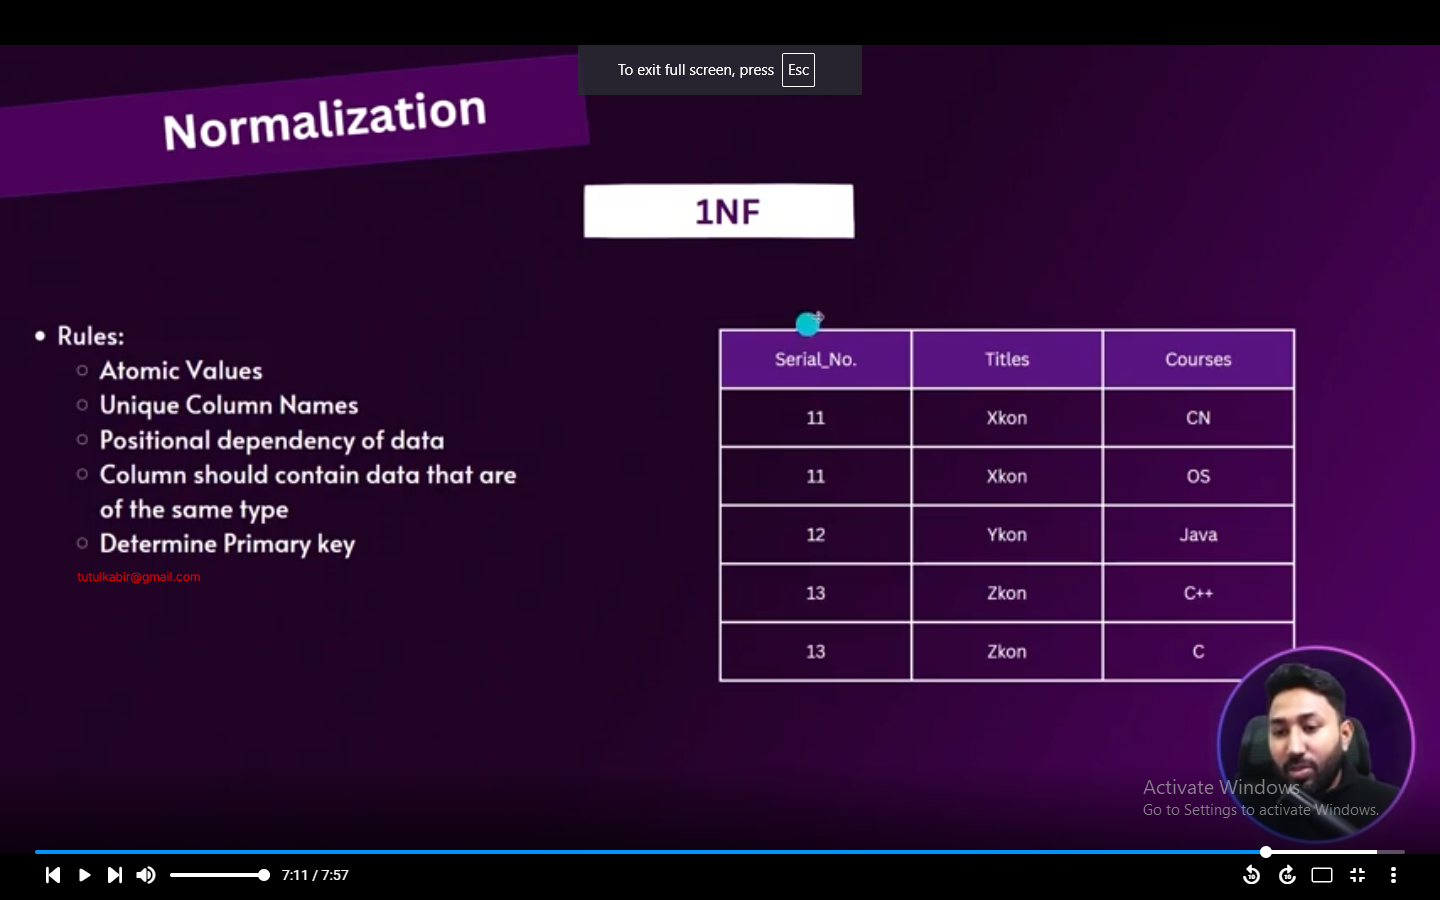 To exit full screen, press Esc
Normalization
1NF
Rules:
Atomic Values
Unique Column Names
Positional dependency of data
Column should contain data that are
of the same type
Determine Primary key
tutulkabir@gmail.com
Serial_No. Titles Courses
11 Xkon CN
11 Xkon OS
12 Ykon Java
13 Zkon C++
13 Zkon C
Activate Windows
Go to Settings to activate Windows.
7:11 / 7:57
10 10